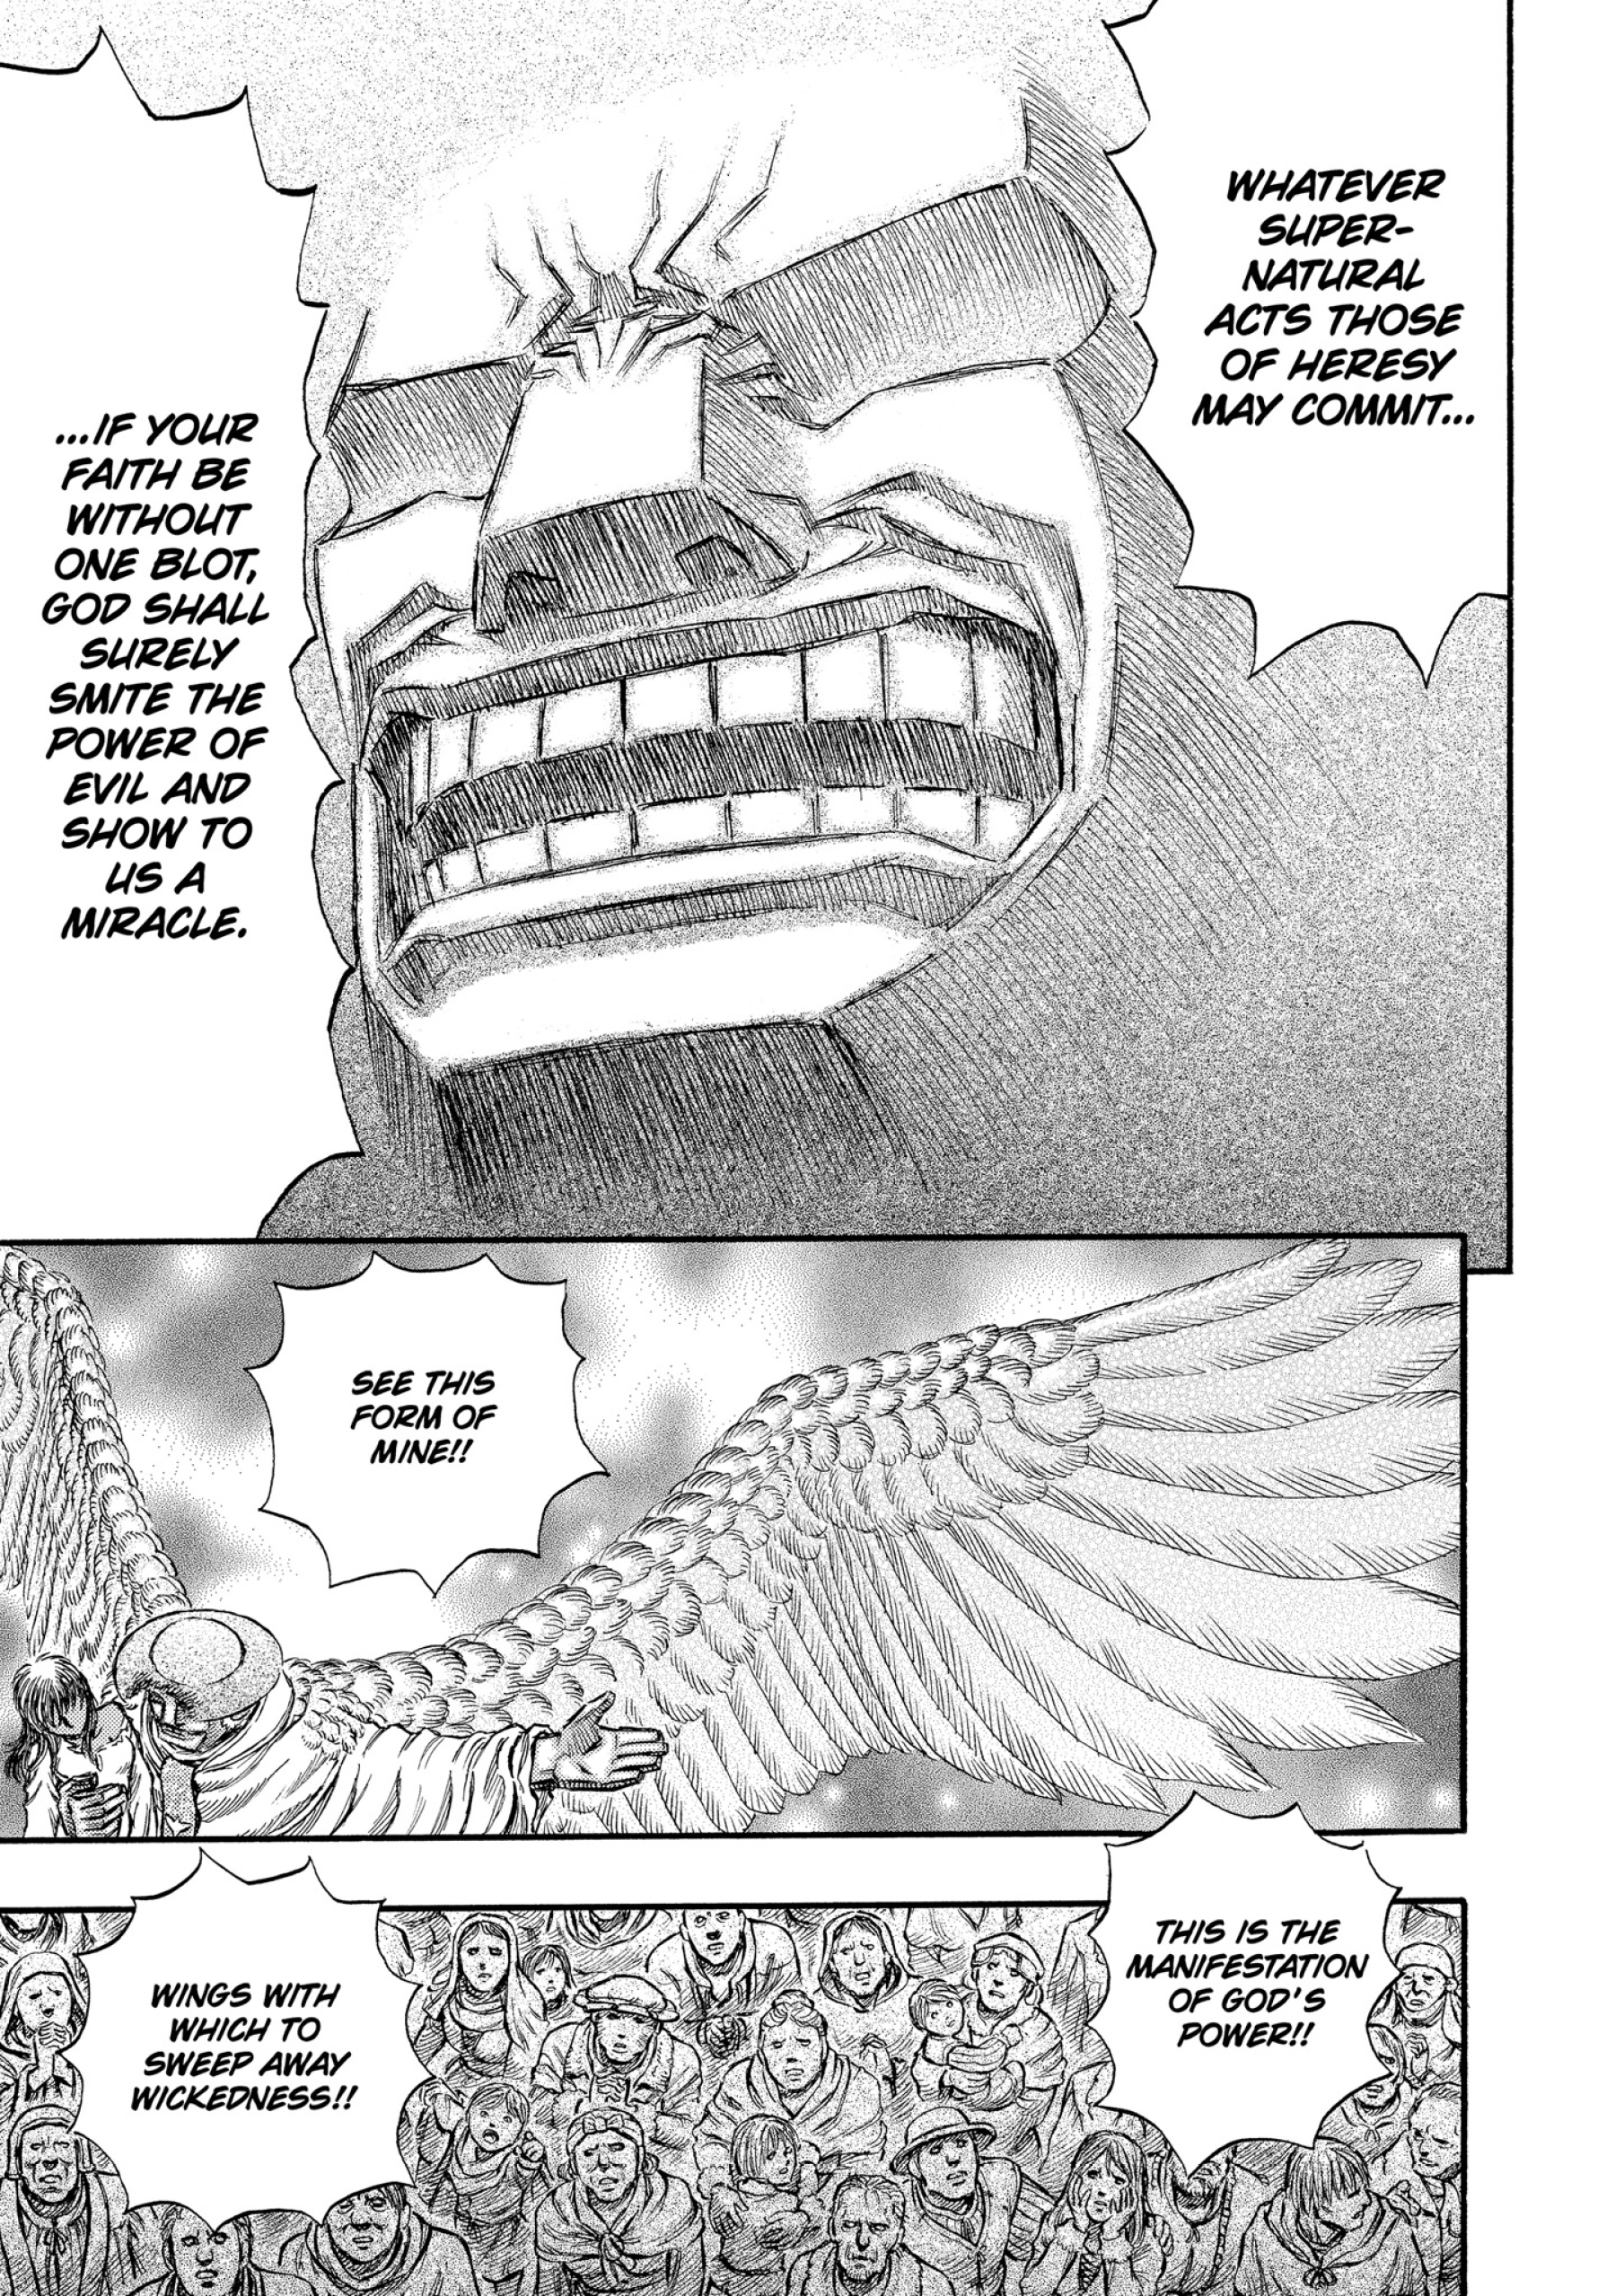 WHATEVER
SUPER-
NATURAL
ACTS THOSE
OF HERESY
MAY COMMIT...
...IF YOUR
FAITH BE
WITHOUT
ONE BLOT,
GOD SHALL
SURELY
SMITE THE
POWER OF
EVIL AND
SHOW TO
US A
MIRACLE.
SEE THIS
FORM OF
MINE!!
THIS IS THE
MANIFESTATION
OF GOD'S
POWER!!
WINGS WITH
WHICH TO
SWEEP AWAY
WICKEDNESS!!